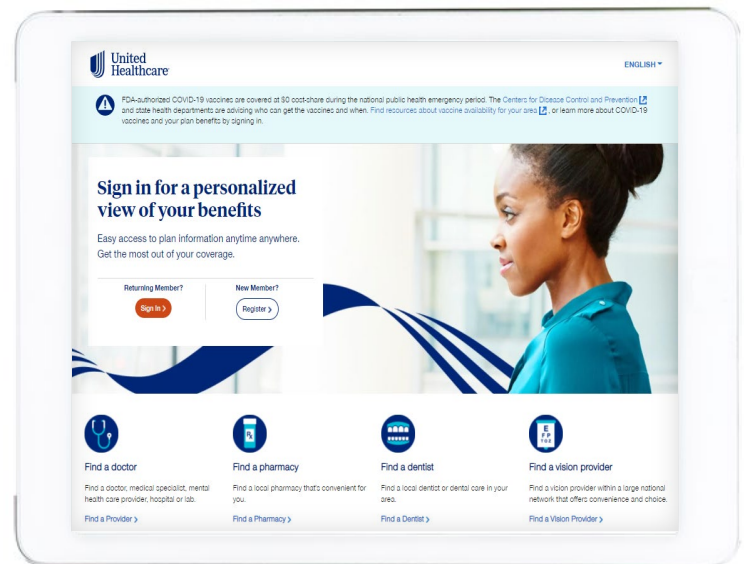 United
Healthcare
ENGLISH
FDA-authorized COVID-19 vaccines are covered at $0 cost-share during the national public health emergency period. The Centers for Disease Control and Prevention
and state health departments are advising who can get the vaccines and when. Find resources about vaccine availability for your area , or learn more about COVID-19
vaccines and your plan benefits by signing in.
Sign in for a personalized
view of your benefits
Easy access to plan information anytime anywhere.
Get the most out of your coverage.
Returning Member? New Member?
Sign In > Register >
Rx E
F P
T O Z
Find a doctor Find a pharmacy Find a dentist Find a vision provider
Find a doctor, medical specialist, mental Find a local pharmacy that's convenient for Find a local dentist or dental care in your Find a vision provider within a large national
health care provider, hospital or lab. you. area. network that offers convenience and choice.
Find a Provider > Find a Pharmacy > Find a Dentist > Find a Vision Provider >